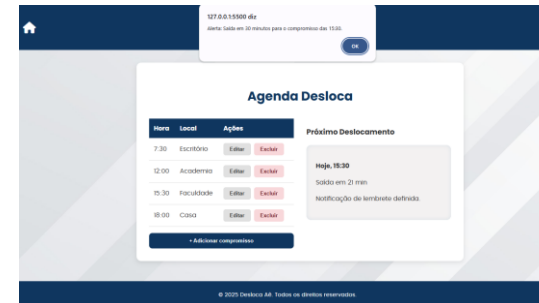 127.0.0.1:5500 diz
Alerta: Saída em 30 minutos para o compromisso das 15:30.
OK
Agenda Desloca
Hora Local Ações
7:30 Escritório Editar Excluir
12:00 Academia Editar Excluir
15:30 Faculdade Editar Excluir
18:00 Casa Editar Excluir
+ Adicionar compromisso
Próximo Deslocamento
Hoje, 15:30
Saída em 21 min
Notificação de lembrete definida.
© 2025 Desloca Aê. Todos os direitos reservados.